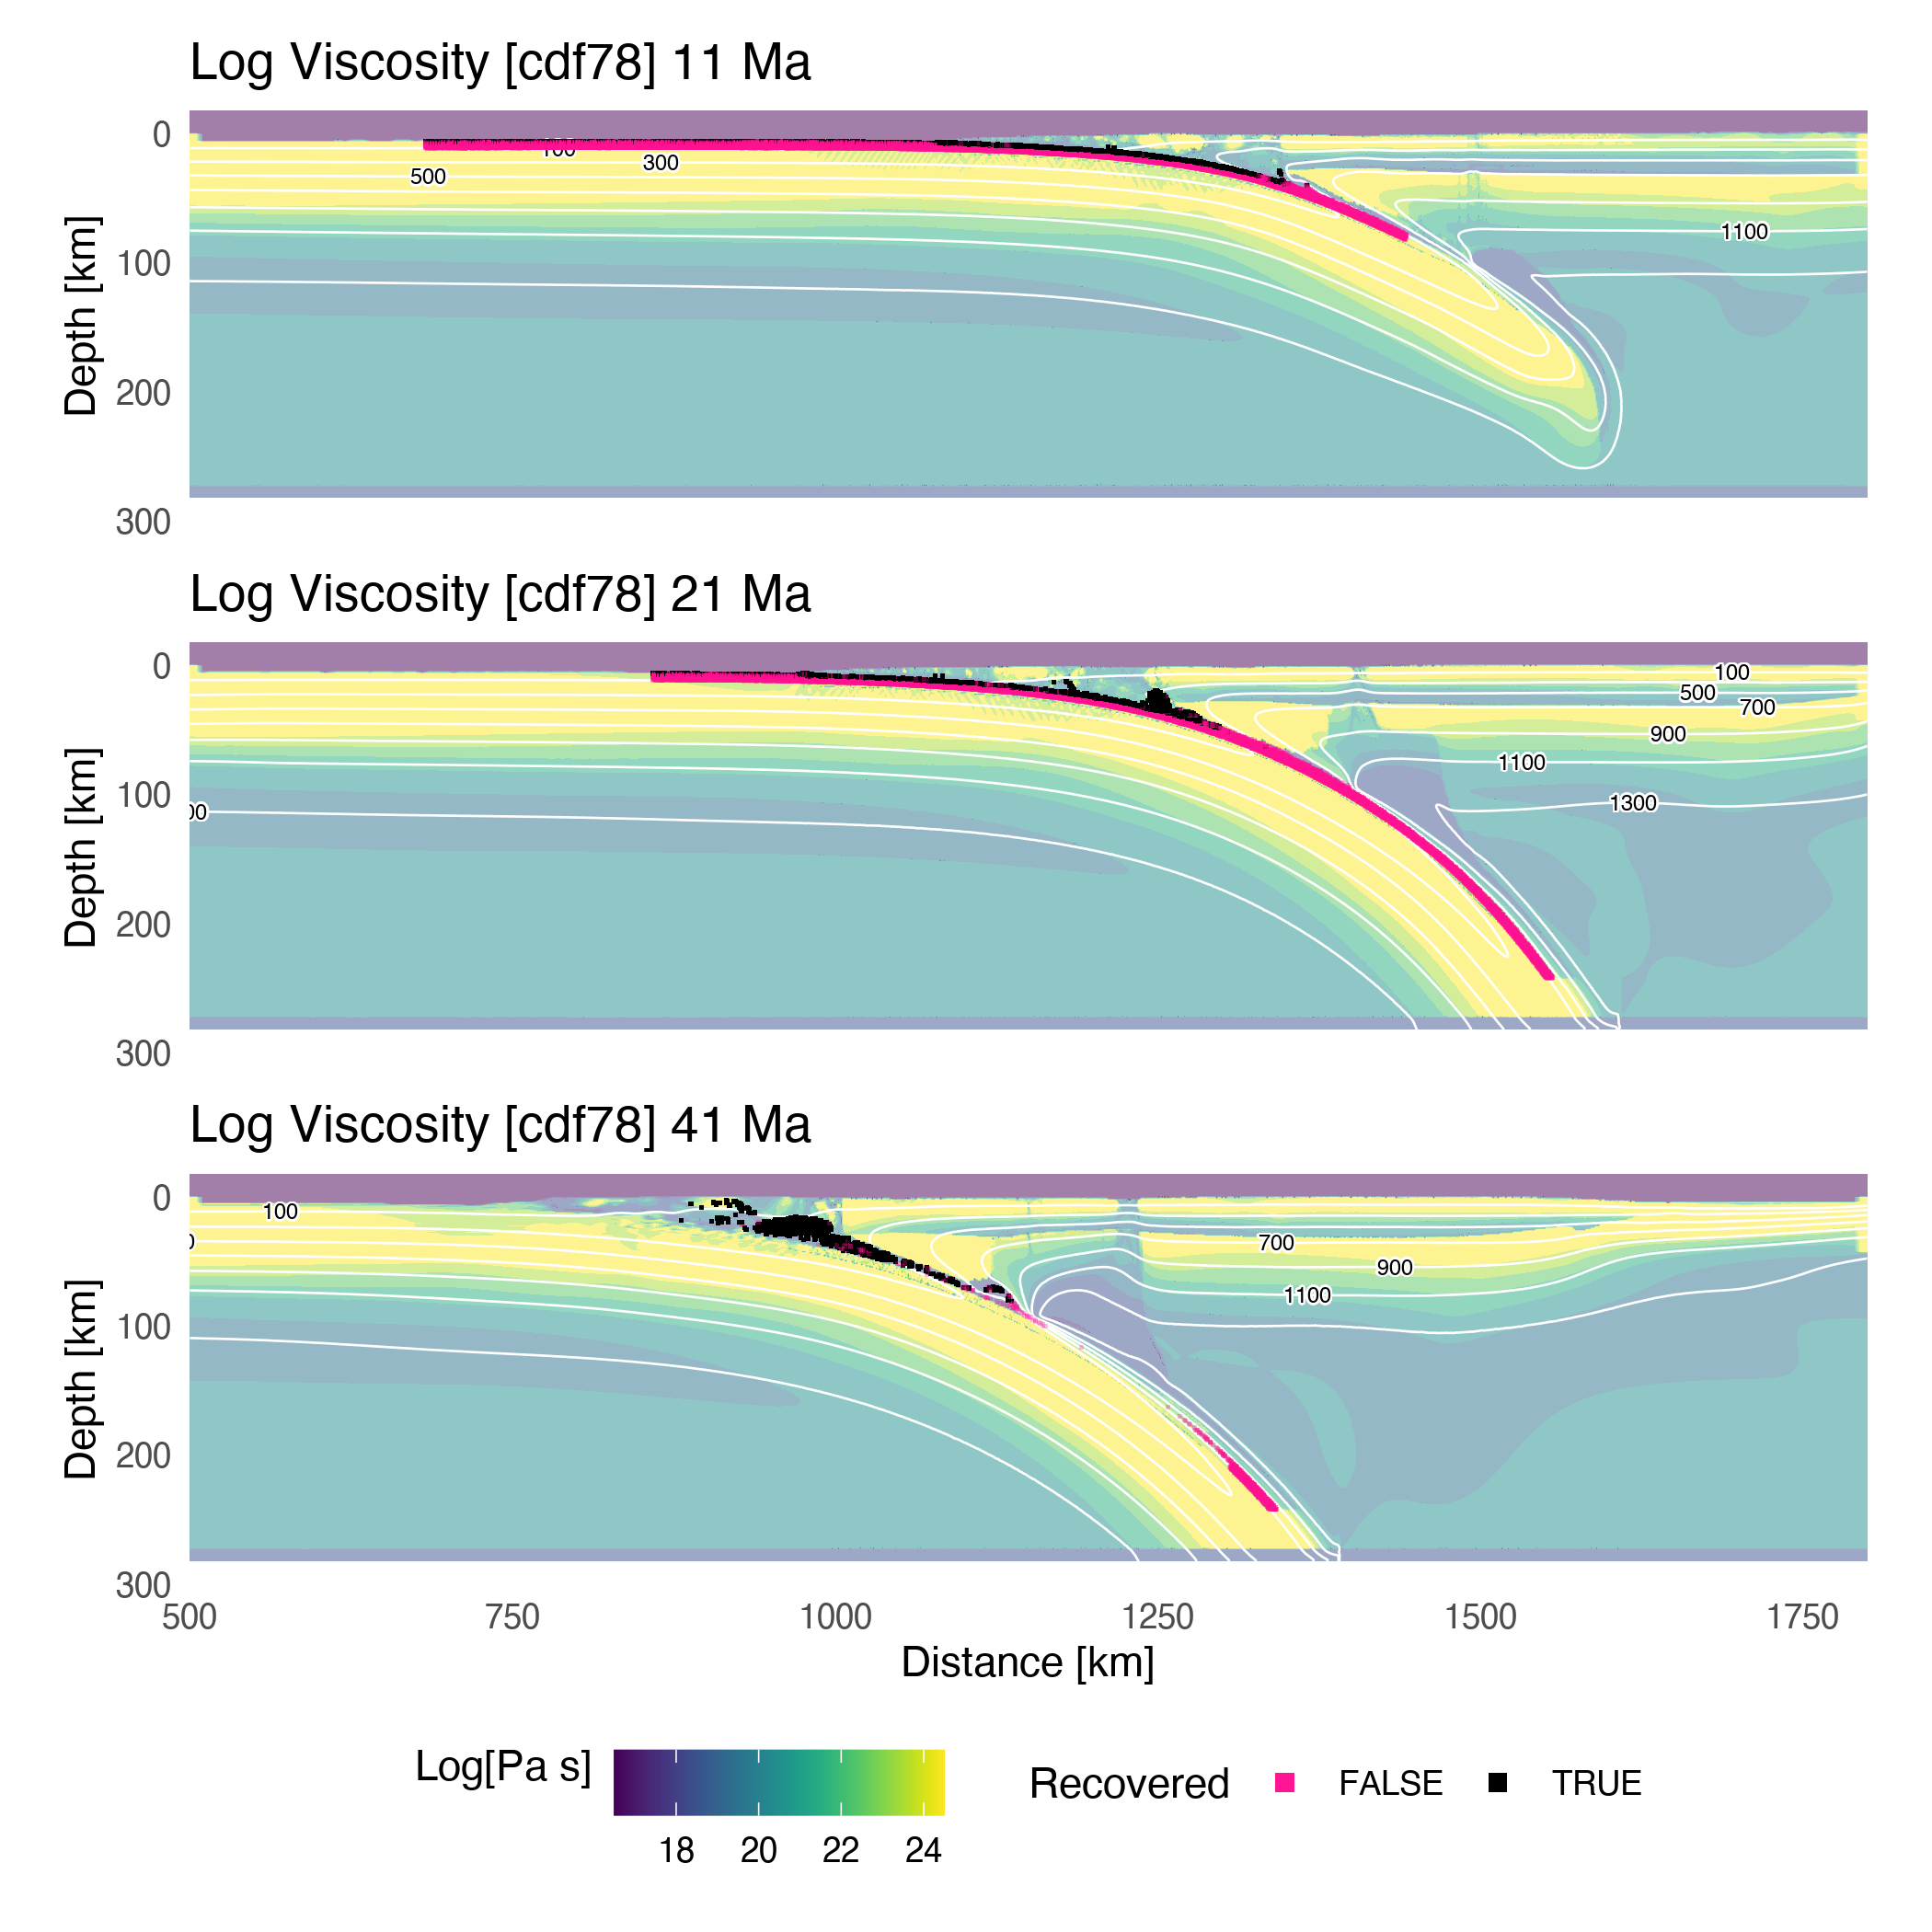 Log Viscosity [cdf78] 11 Ma
0
100
200
300
Depth [km]
100
300
500
1100
Log Viscosity [cdf78] 21 Ma
0
100
200
300
Depth [km]
100
500
700
900
1100
1300
00
Log Viscosity [cdf78] 41 Ma
0
100
200
300
Depth [km]
100
0
700
900
1100
500 750 1000 1250 1500 1750
Distance [km]
Log[Pa s]
18 20 22 24
Recovered FALSE TRUE